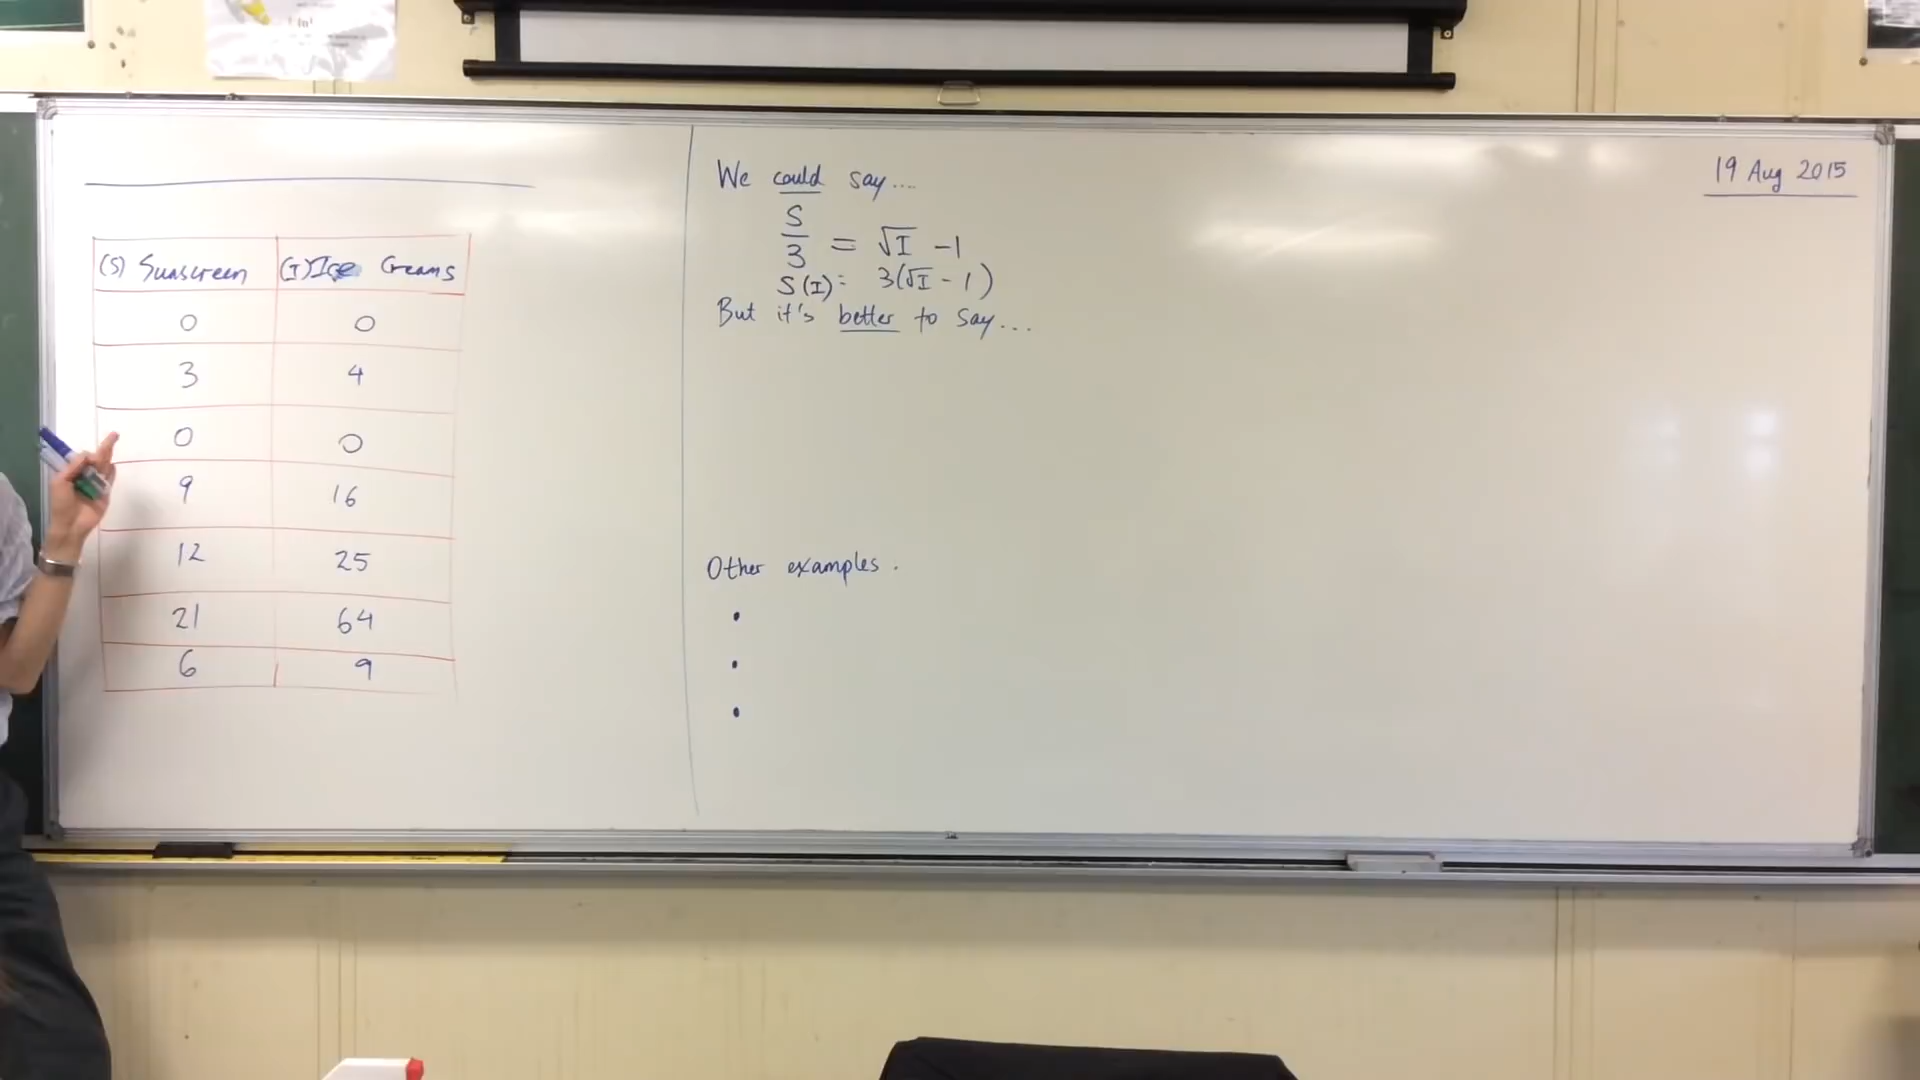 (S) Sunscreen (I) Ice Creams
0 0
3 4
0 0
9 16
12 25
21 64
6 9
We could say....
S/3 = √I -1
S(I): 3(√I - 1)
But it's better to say...
Other examples.
•
•
•
19 Aug 2015